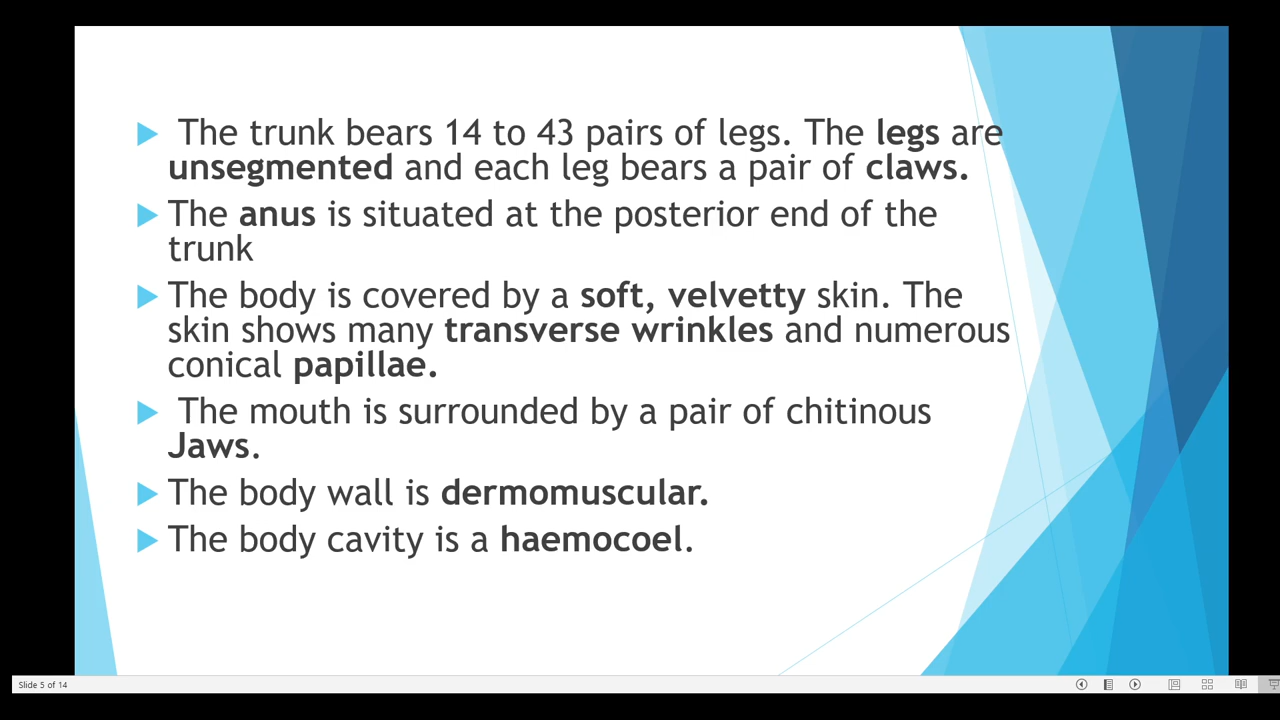 The trunk bears 14 to 43 pairs of legs. The legs are
unsegmented and each leg bears a pair of claws.
The anus is situated at the posterior end of the
trunk
The body is covered by a soft, velvetty skin. The
skin shows many transverse wrinkles and numerous
conical papillae.
The mouth is surrounded by a pair of chitinous
Jaws.
The body wall is dermomuscular.
The body cavity is a haemocoel.
Slide 5 of 14